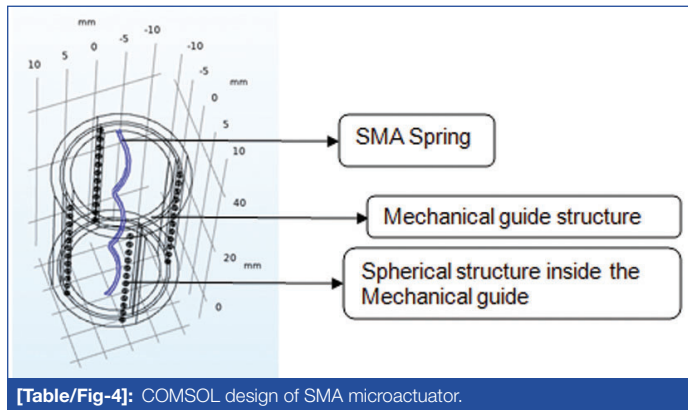 mm
10
5
0
-5
-10
-10
-5
mm
0
5
10
40
20 mm
0
SMA Spring
Mechanical guide structure
Spherical structure inside the
Mechanical guide
[Table/Fig-4]: COMSOL design of SMA microactuator.